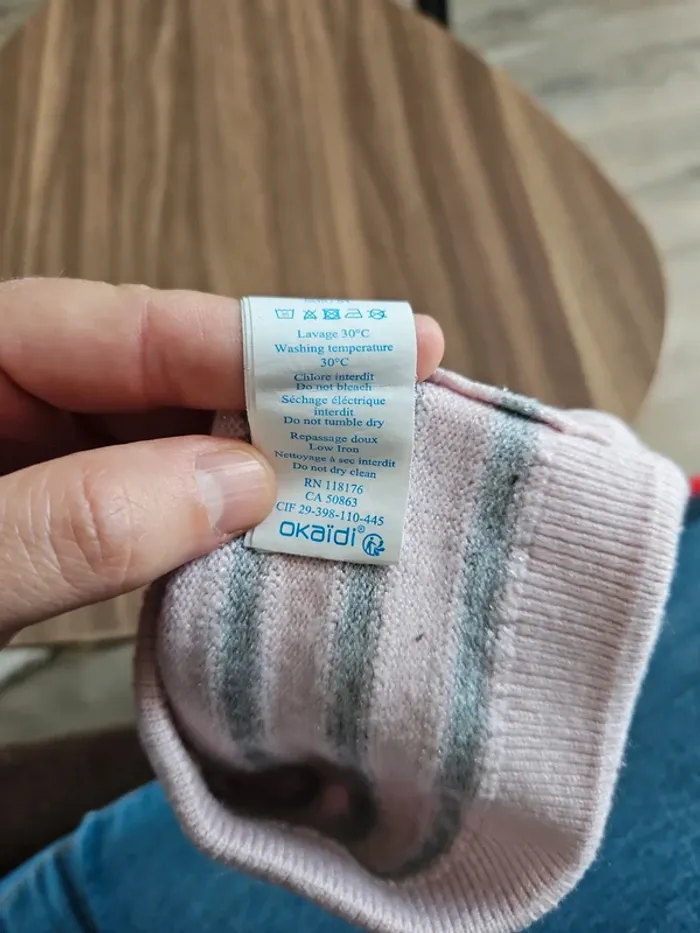 Lavage 30°C
Washing temperature
30°C
Chlore interdit
Do not bleach
Séchage électrique
interdit
Do not tumble dry
Repassage doux
Low Iron
Nettoyage à sec interdit
Do not dry clean
RN 118176
CA 50863
CIF 29-398-110-445
okaïdi®